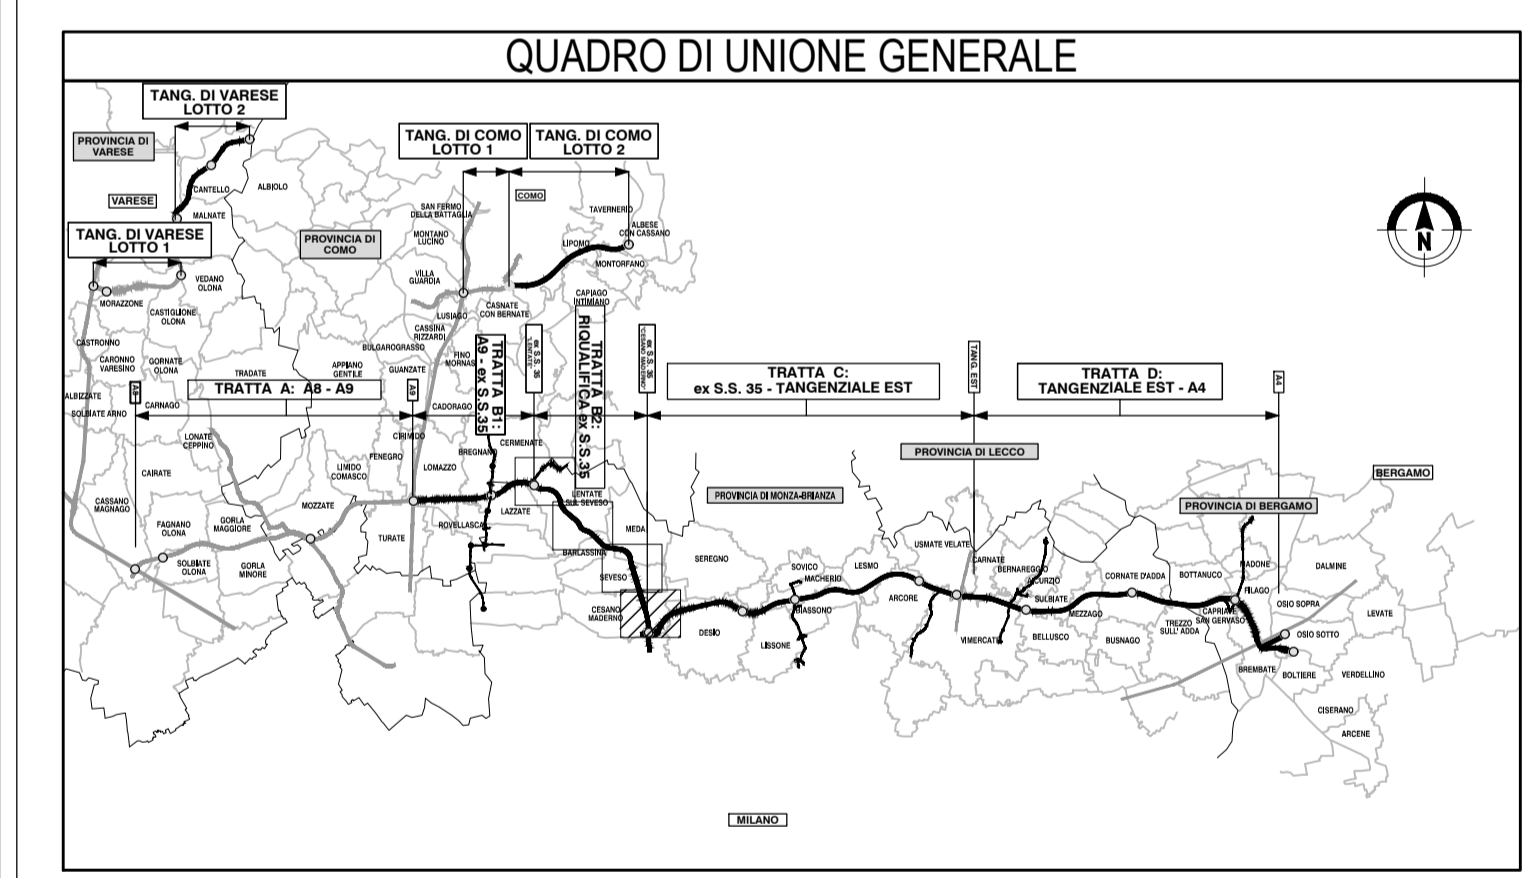 QUADRO DI UNIONE GENERALE
TANG. DI VARESE
LOTTO 2
PROVINCIA DI
VARESE
CANTELLO
ALBIOLO
VARESE
MALNATE
TANG. DI VARESE
LOTTO 1
VEDANO
OLONA
MORAZZONE
CASTIGLIONE
OLONA
PROVINCIA DI
COMO
TANG. DI COMO
LOTTO 1
TANG. DI COMO
LOTTO 2
COMO
SAN FERMO
DELLA BATTAGLIA
MONTANO
LUCINO
VILLA
GUARDIA
TAVERNERIO
ALBESE
CON CASSANO
LIPOMO
MONTORFANO
CAPIAGO
INTIMIANO
CASNATE
CON BERNATE
LUSIAGO
CASSINA
RIZZARDI
BULGAROGRASSO
FINO
MORNAS
GUANZATE
APPIANO
GENTILE
CASTRONNO
CARONNO
VARESINO
GORNATE
OLONA
TRADATE
ALBIZZATE
SOLBIATE ARNO
CARNAGO
A8
TRATTA A: A8 - A9
A9
CADORAGO
TRATTA B1:
A9 - ex S.S.35
ex S.S. 35
"LENTATE"
TRATTA B2:
RIQUALIFICA ex S.S.35
ex S.S. 35
"CESANO MADERNO"
TRATTA C:
ex S.S. 35 - TANGENZIALE EST
TANG. EST
TRATTA D:
TANGENZIALE EST - A4
A4
N
LONATE
CEPPINO
CAIRATE
LIMIDO
COMASCO
FENEGRO
CIRIMIDO
LOMAZZO
BREGNANO
CERMENATE
CASSANO
MAGNAGO
FAGNANO
OLONA
GORLA
MAGGIORE
MOZZATE
ROVELLASCA
LAZZATE
LENTATE
SUL SEVESO
SOLBIATE
OLONA
GORLA
MINORE
TURATE
MEDA
BARLASSINA
SEVESO
CESANO
MADERNO
PROVINCIA DI MONZA-BRIANZA
PROVINCIA DI LECCO
BERGAMO
PROVINCIA DI BERGAMO
SEREGNO
DESIO
SOVICO
MACHERIO
BIASSONO
LISSONE
LESMO
ARCORE
USMATE VELATE
CARNATE
BERNAREGGIO
AICURZIO
SULBIATE
MEZZAGO
VIMERCATE
BELLUSCO
BUSNAGO
CORNATE D'ADDA
TREZZO
SULL' ADDA
BOTTANUCO
MADONE
FILAGO
CAPRIATE
SAN GERVASO
DALMINE
OSIO SOPRA
LEVATE
OSIO SOTTO
BREMBATE
BOLTIERE
VERDELLINO
CISERANO
ARCENE
MILANO